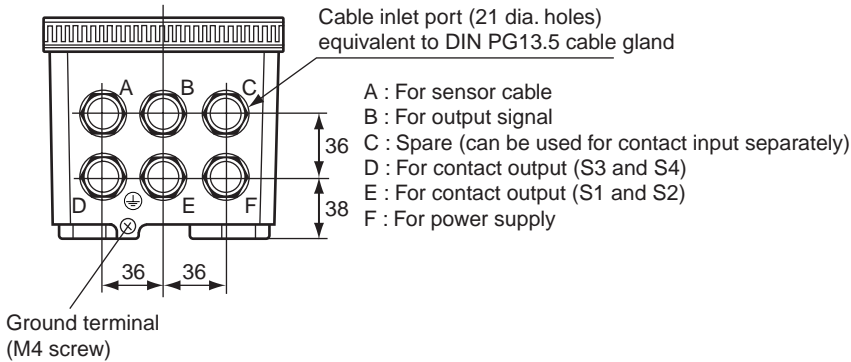 Cable inlet port (21 dia. holes)
equivalent to DIN PG13.5 cable gland
A B C
A : For sensor cable
B : For output signal
36 C : Spare (can be used for contact input separately)
D : For contact output (S3 and S4)
D E F
E : For contact output (S1 and S2)
38
F : For power supply
36 36
Ground terminal
(M4 screw)